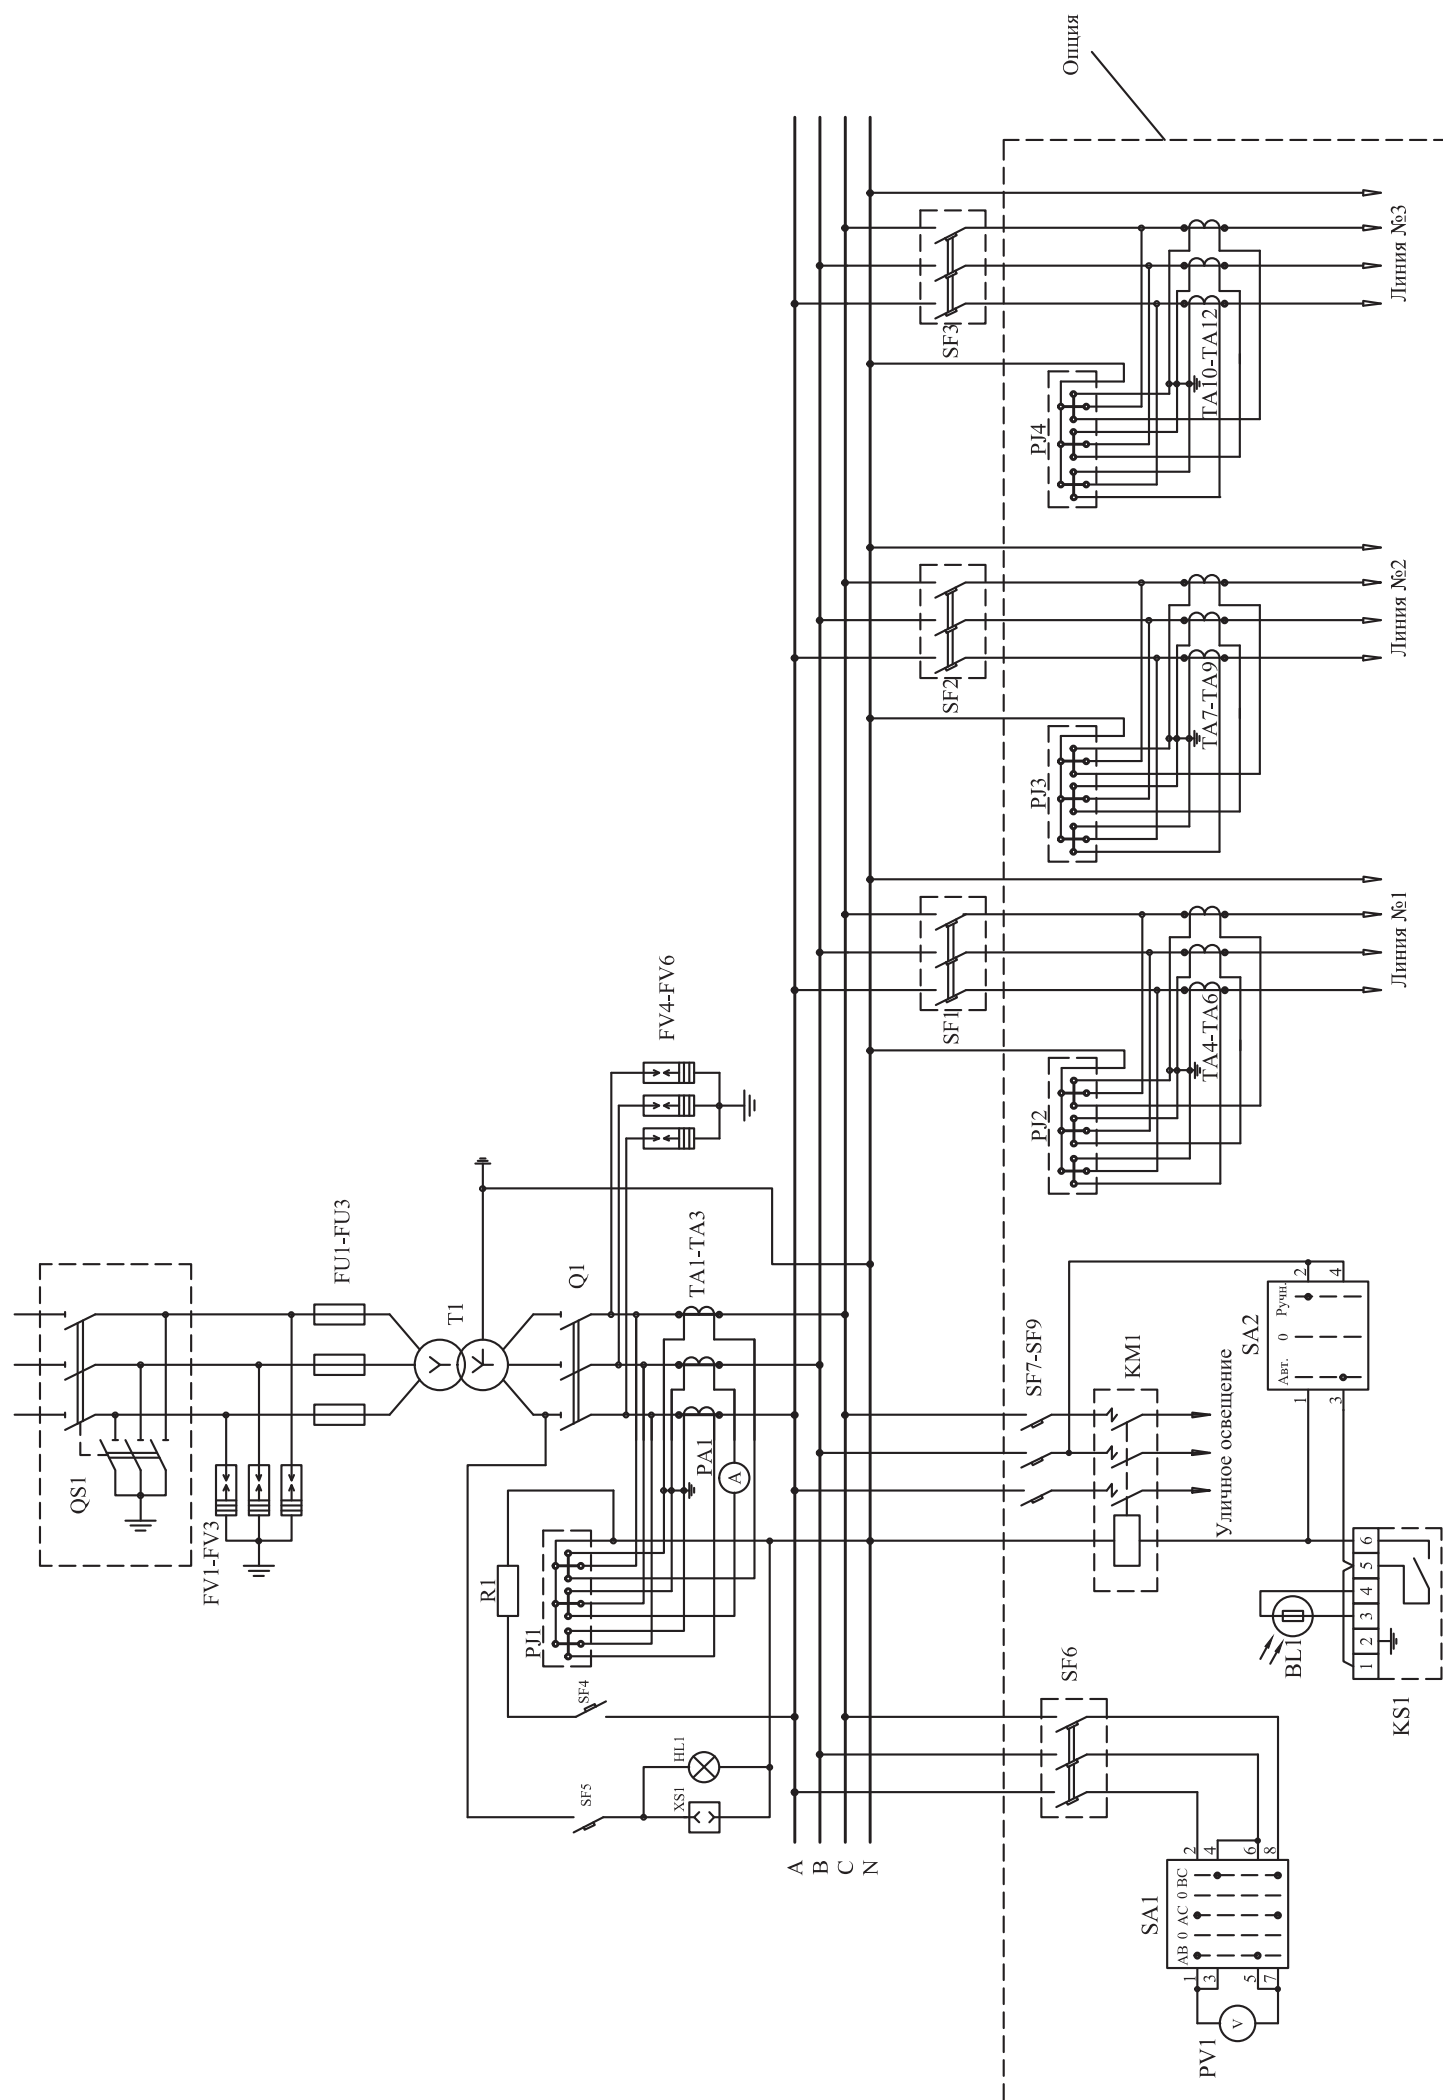 Опция
QS1
FV1-FV3
FU1-FU3
T1
Q1
FV4-FV6
TA1-TA3
PA1
A
R1
PJ1
SF4
SF5
HL1
XS1
A
B
C
N
SF1
SF2
SF3
PJ2
PJ3
PJ4
TA4-TA6
TA7-TA9
TA10-TA12
Линия №1
Линия №2
Линия №3
SF7-SF9
KM1
Уличное освещение
SA2
Авт. 0 Ручн.
1
3
2
4
SF6
BL1
KS1
1 2 3 4 5 6
SA1
AB 0 AC 0 BC
1
3
5
7
2
4
6
8
PV1
V